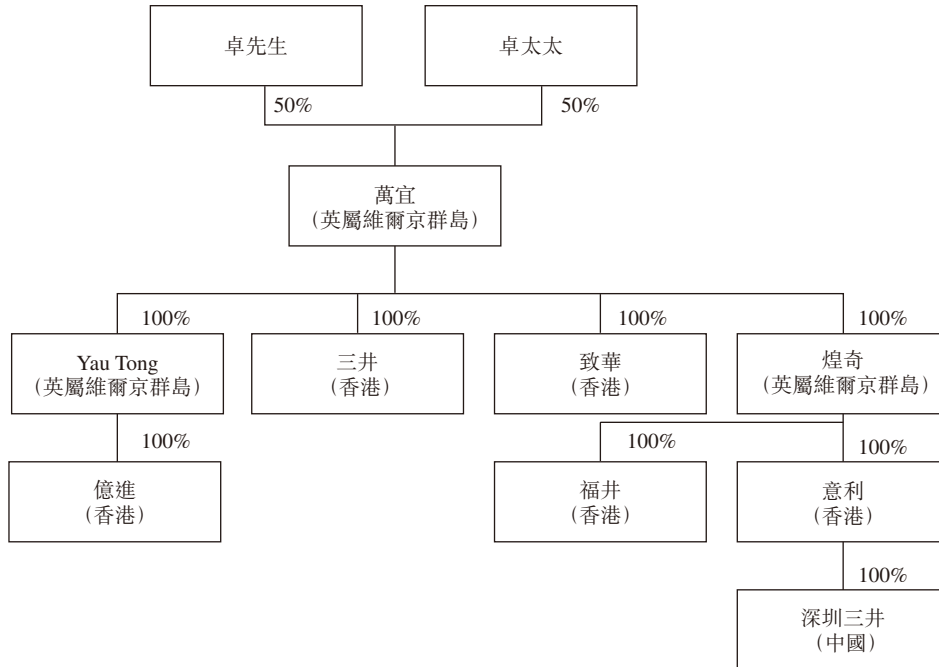 卓先生
卓太太
50%
50%
萬宜
(英屬維爾京群島)
100%
100%
100%
100%
Yau Tong
(英屬維爾京群島)
三井
(香港)
致華
(香港)
煌奇
(英屬維爾京群島)
100%
100%
100%
億進
(香港)
福井
(香港)
意利
(香港)
100%
深圳三井
(中國)